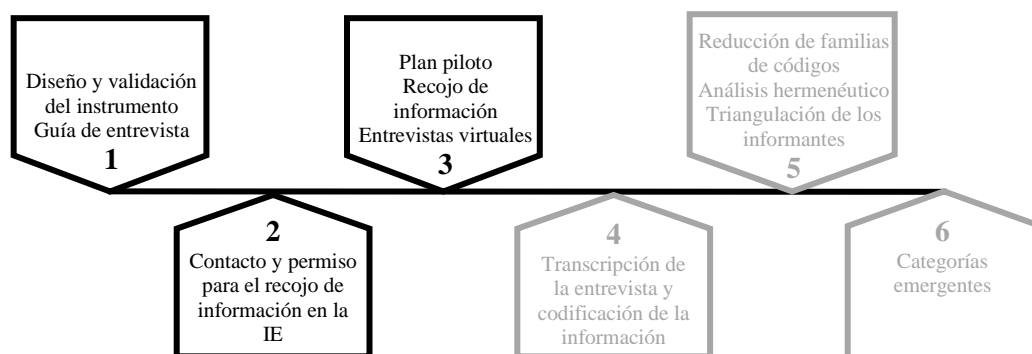 Diseño y validación
del instrumento
Guía de entrevista
1
2
Contacto y permiso
para el recojo de
información en la
IE
Plan piloto
Recojo de
información
Entrevistas virtuales
3
4
Transcripción de
la entrevista y
codificación de la
información
Reducción de familias
de códigos
Análisis hermenéutico
Triangulación de los
informantes
5
6
Categorías
emergentes